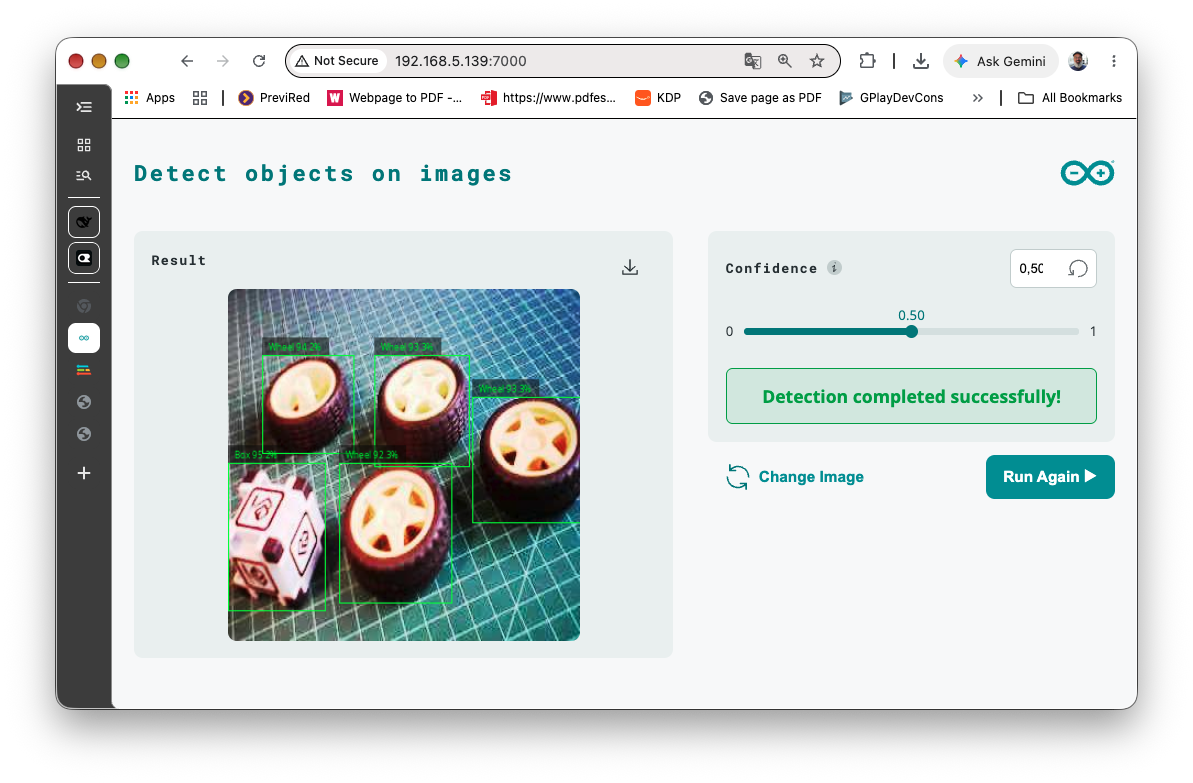 Not Secure 192.168.5.139:7000 Ask Gemini
Apps PreviRed Webpage to PDF -... https://www.pdfes... KDP Save page as PDF GPlayDevCons All Bookmarks
Detect objects on images
Result
Wheel 94.2% Wheel 93.3%
Wheel 93.3%
Box 95.2% Wheel 92.3%
Confidence i 0,50
0.50
0 1
Detection completed successfully!
Change Image Run Again